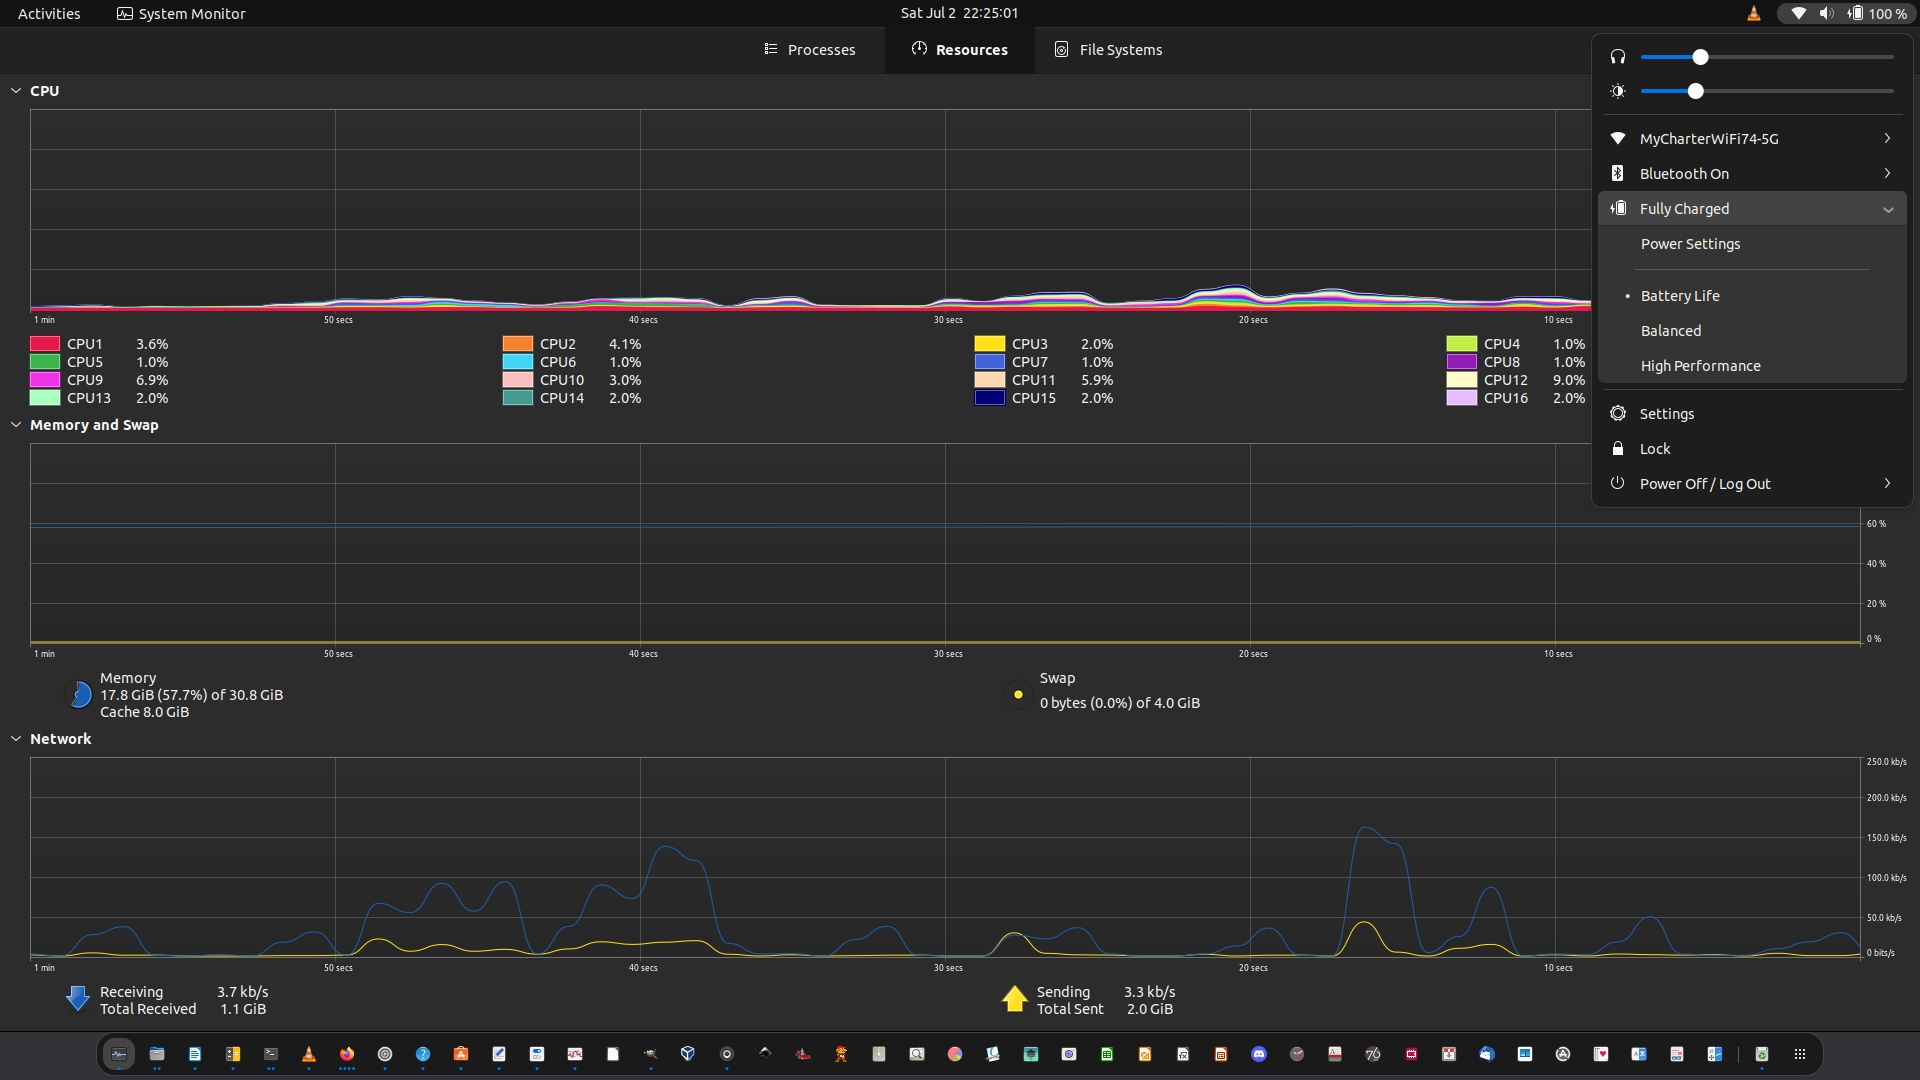 Activities
System Monitor
Sat Jul 2 22:25:01
100 %
Processes
Resources
File Systems
CPU
1 min
50 secs
40 secs
30 secs
20 secs
10 secs
CPU1 3.6%
CPU2 4.1%
CPU3 2.0%
CPU4 1.0%
CPU5 1.0%
CPU6 1.0%
CPU7 1.0%
CPU8 1.0%
CPU9 6.9%
CPU10 3.0%
CPU11 5.9%
CPU12 9.0%
CPU13 2.0%
CPU14 2.0%
CPU15 2.0%
CPU16 2.0%
MyCharterWiFi74-5G
Bluetooth On
Fully Charged
Power Settings
• Battery Life
Balanced
High Performance
Settings
Lock
Power Off / Log Out
Memory and Swap
60 %
40 %
20 %
0 %
1 min
50 secs
40 secs
30 secs
20 secs
10 secs
Memory
17.8 GiB (57.7%) of 30.8 GiB
Cache 8.0 GiB
Swap
0 bytes (0.0%) of 4.0 GiB
Network
250.0 kb/s
200.0 kb/s
150.0 kb/s
100.0 kb/s
50.0 kb/s
0 bits/s
1 min
50 secs
40 secs
30 secs
20 secs
10 secs
Receiving 3.7 kb/s
Total Received 1.1 GiB
Sending 3.3 kb/s
Total Sent 2.0 GiB
76